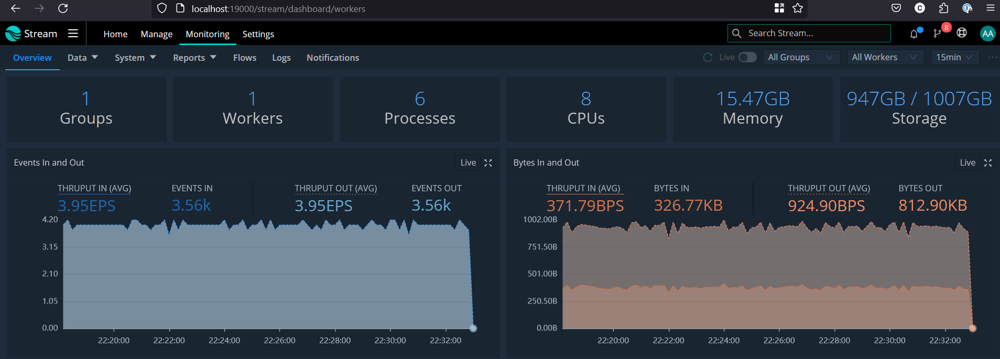 localhost:19000/stream/dashboard/workers
Stream Home Manage Monitoring Settings Search Stream... 8 AA
Overview Data System Reports Flows Logs Notifications Live All Groups All Workers 15min
1 1 6 8 15.47GB 947GB / 1007GB
Groups Workers Processes CPUs Memory Storage
Events In and Out Live
THRUPUT IN (AVG) EVENTS IN THRUPUT OUT (AVG) EVENTS OUT
3.95EPS 3.56k 3.95EPS 3.56k
4.20
3.15
2.10
1.05
0.00
22:20:00 22:22:00 22:24:00 22:26:00 22:28:00 22:30:00 22:32:00
Bytes In and Out Live
THRUPUT IN (AVG) BYTES IN THRUPUT OUT (AVG) BYTES OUT
371.79BPS 326.77KB 924.90BPS 812.90KB
1002.00B
751.50B
501.00B
250.50B
0.00B
22:20:00 22:22:00 22:24:00 22:26:00 22:28:00 22:30:00 22:32:00